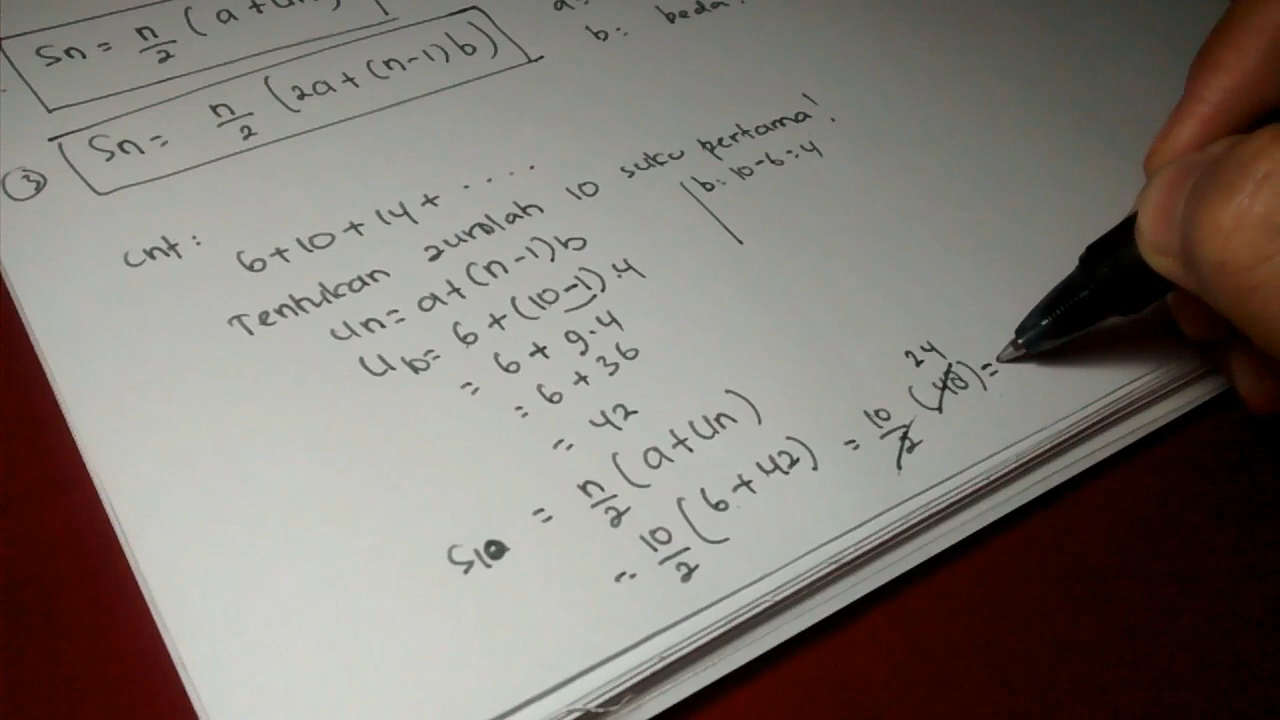 Sn = n/2 (a + Un)
Sn = n/2 (2a + (n-1) b)
b: beda
③
Cnt: 6 + 10 + 14 + .....
Tentukan Jumlah 10 suku pertama!
b: 10 - 6 = 4
Un = a + (n-1) b
U10 = 6 + (10-1) . 4
= 6 + 9.4
= 6 + 36
= 42
S10 = n/2 (a + Un)
= 10/2 (6 + 42) = 10/2 (48) =
24